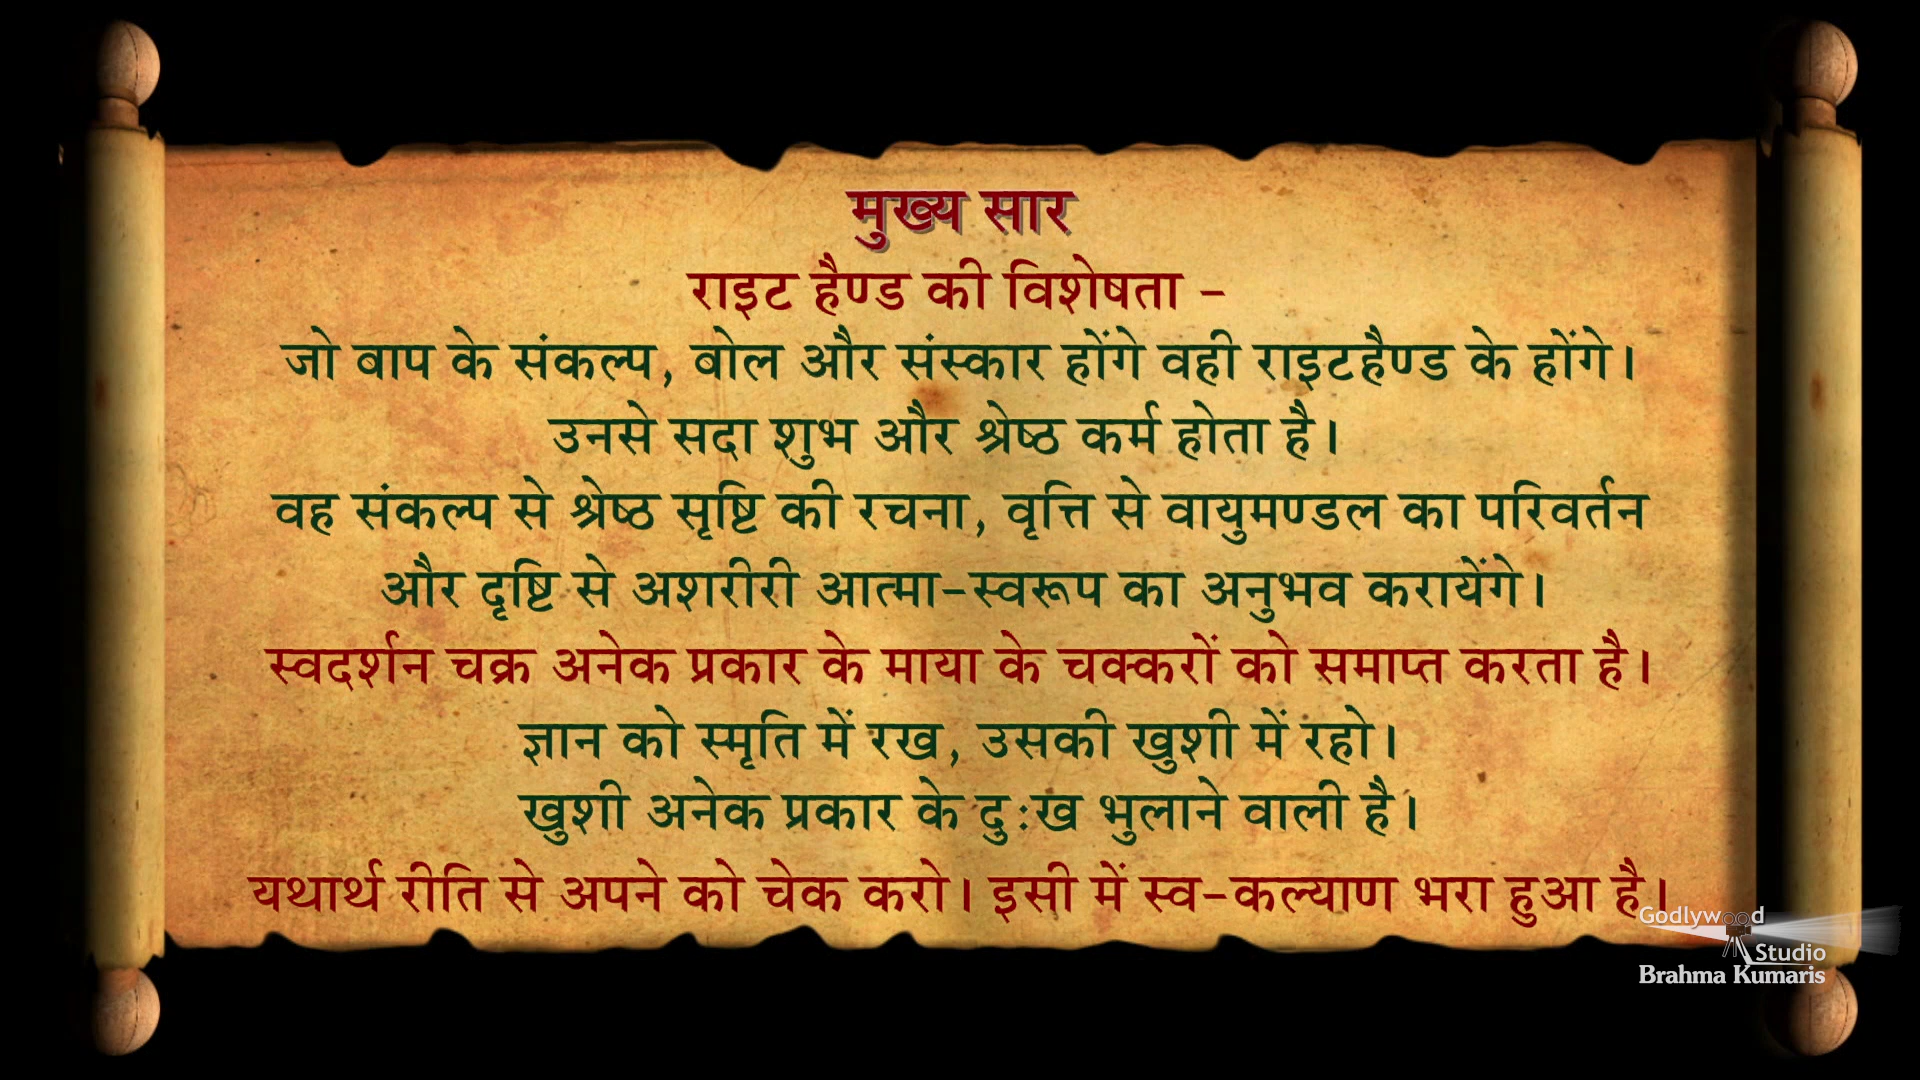 मुख्य सार
राइट हैण्ड की विशेषता -
जो बाप के संकल्प, बोल और संस्कार होंगे वही राइटहैण्ड के होंगे।
उनसे सदा शुभ और श्रेष्ठ कर्म होता है।
वह संकल्प से श्रेष्ठ सृष्टि की रचना, वृत्ति से वायुमण्डल का परिवर्तन
और दृष्टि से अशरीरी आत्मा-स्वरूप का अनुभव करायेंगे।
स्वदर्शन चक्र अनेक प्रकार के माया के चक्करों को समाप्त करता है।
ज्ञान को स्मृति में रख, उसकी खुशी में रहो।
खुशी अनेक प्रकार के दु:ख भुलाने वाली है।
यथार्थ रीति से अपने को चेक करो। इसी में स्व-कल्याण भरा हुआ है।
Godlywood
Studio
Brahma Kumaris